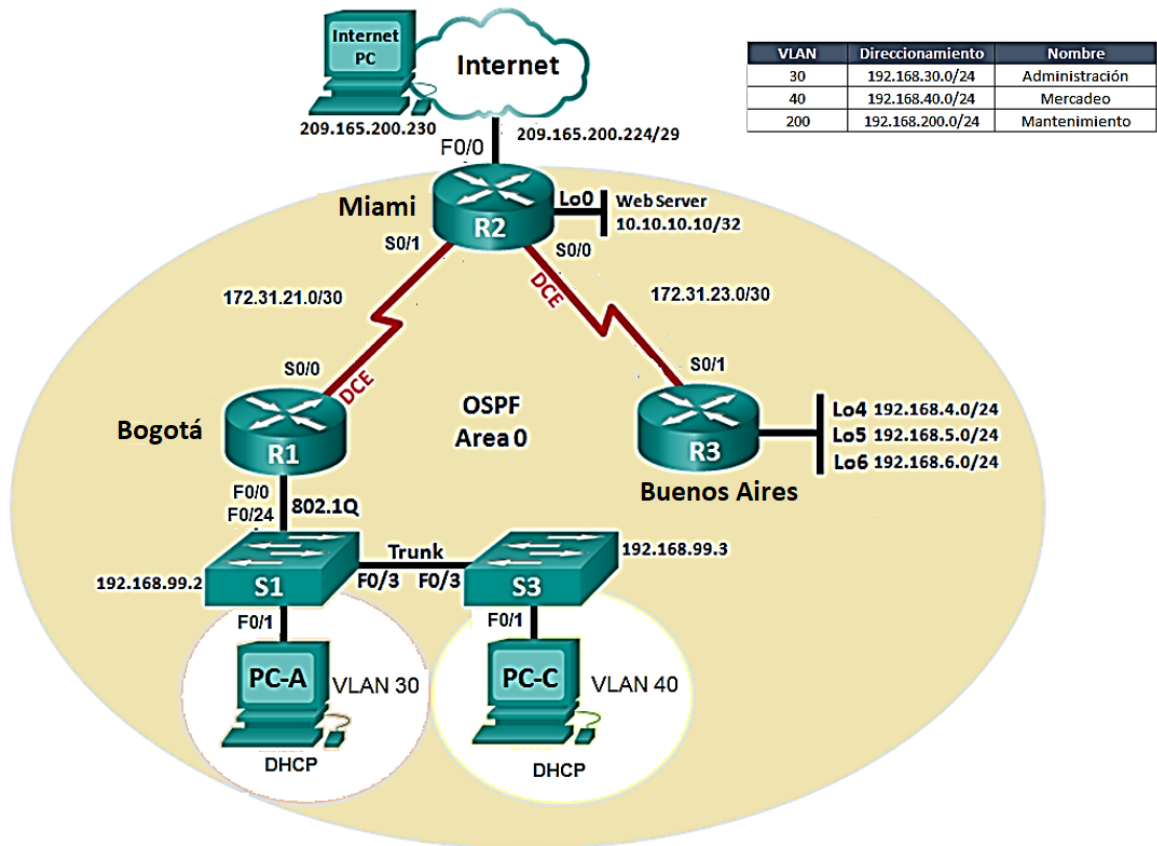 Internet
PC
Internet
209.165.200.230
209.165.200.224/29
F0/0
VLAN Direccionamiento Nombre
30 192.168.30.0/24 Administración
40 192.168.40.0/24 Mercadeo
200 192.168.200.0/24 Mantenimiento
Miami
R2
Lo0
Web Server
10.10.10.10/32
S0/1
S0/0
DCE
172.31.21.0/30
172.31.23.0/30
S0/0
DCE
S0/1
Bogotá
R1
OSPF
Area 0
R3
Buenos Aires
Lo4 192.168.4.0/24
Lo5 192.168.5.0/24
Lo6 192.168.6.0/24
F0/0
F0/24
802.1Q
192.168.99.2
S1
Trunk
F0/3 F0/3
S3
192.168.99.3
F0/1
F0/1
PC-A
VLAN 30
PC-C
VLAN 40
DHCP
DHCP